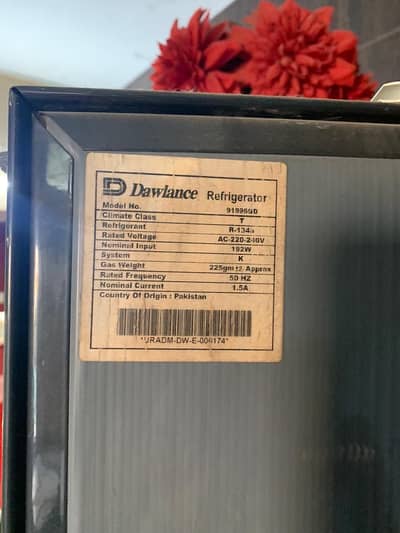 Dawlance Refrigerator
Model No.
Climate Class T
Refrigerant R-134a
Rated Voltage AC-220-240V
Nominal Input 192W
System K
Gas Weight 225gm +/- Approx
Rated Frequency 50 HZ
Nominal Current 1.5A
Country Of Origin : Pakistan